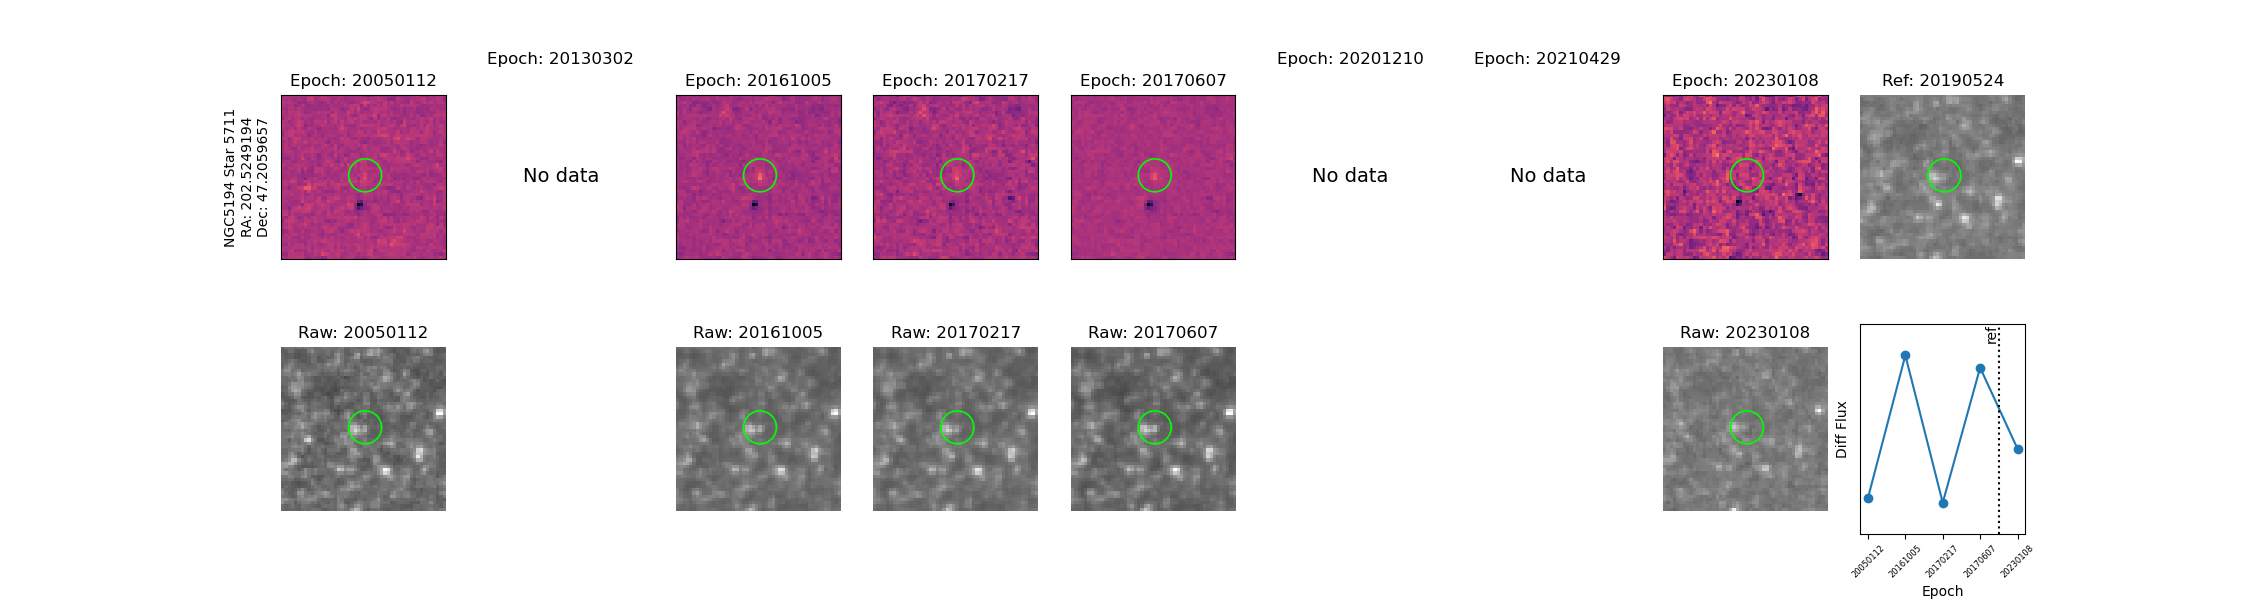 NGC5194 Star 5711
RA: 202.5249194
Dec: 47.2059657
Epoch: 20050112
Epoch: 20130302
No data
Epoch: 20161005
Epoch: 20170217
Epoch: 20170607
Epoch: 20201210
No data
Epoch: 20210429
No data
Epoch: 20230108
Ref: 20190524
Raw: 20050112
Raw: 20161005
Raw: 20170217
Raw: 20170607
Raw: 20230108
Diff Flux
ref
20050112
20161005
20170217
20170607
20230108
Epoch